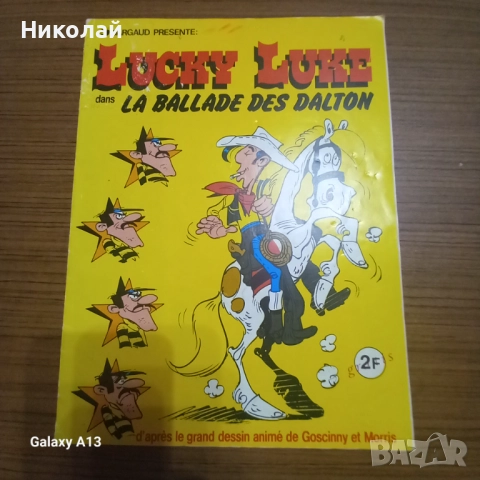 Николай
RGAUD PRESENTE:
LUCKY LUKE
dans LA BALLADE DES DALTON
2F
d'après le grand dessin animé de Goscinny et Morris
Galaxy A13
BAZAR